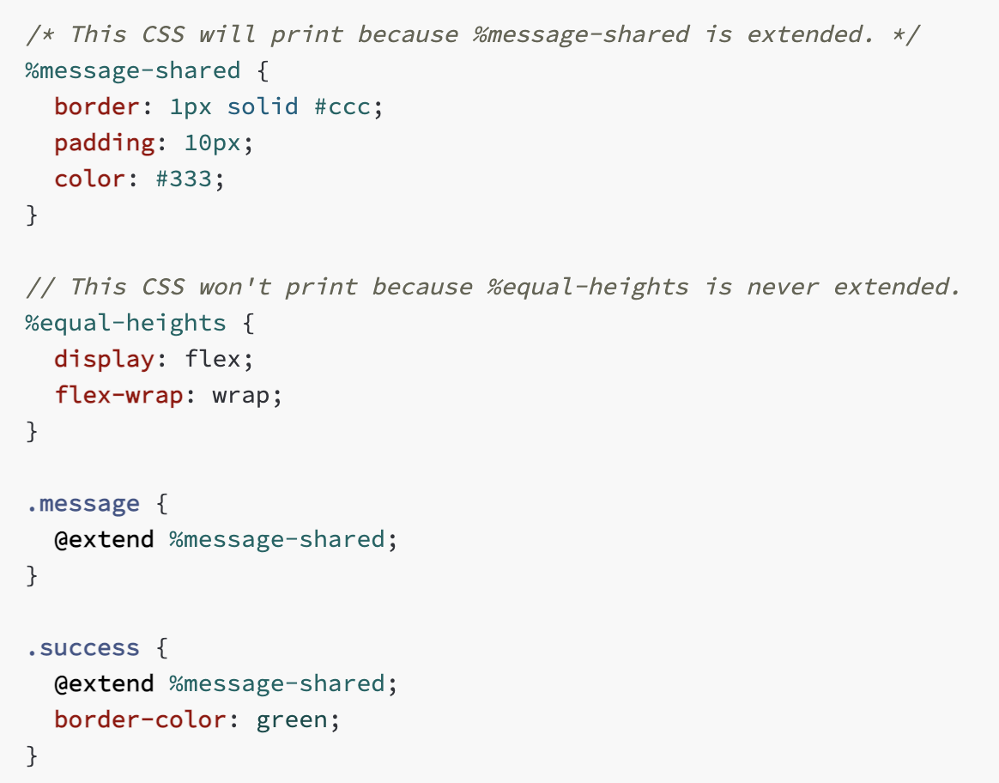 /* This CSS will print because %message-shared is extended. */
%message-shared {
  border: 1px solid #ccc;
  padding: 10px;
  color: #333;
}

// This CSS won't print because %equal-heights is never extended.
%equal-heights {
  display: flex;
  flex-wrap: wrap;
}

.message {
  @extend %message-shared;
}

.success {
  @extend %message-shared;
  border-color: green;
}